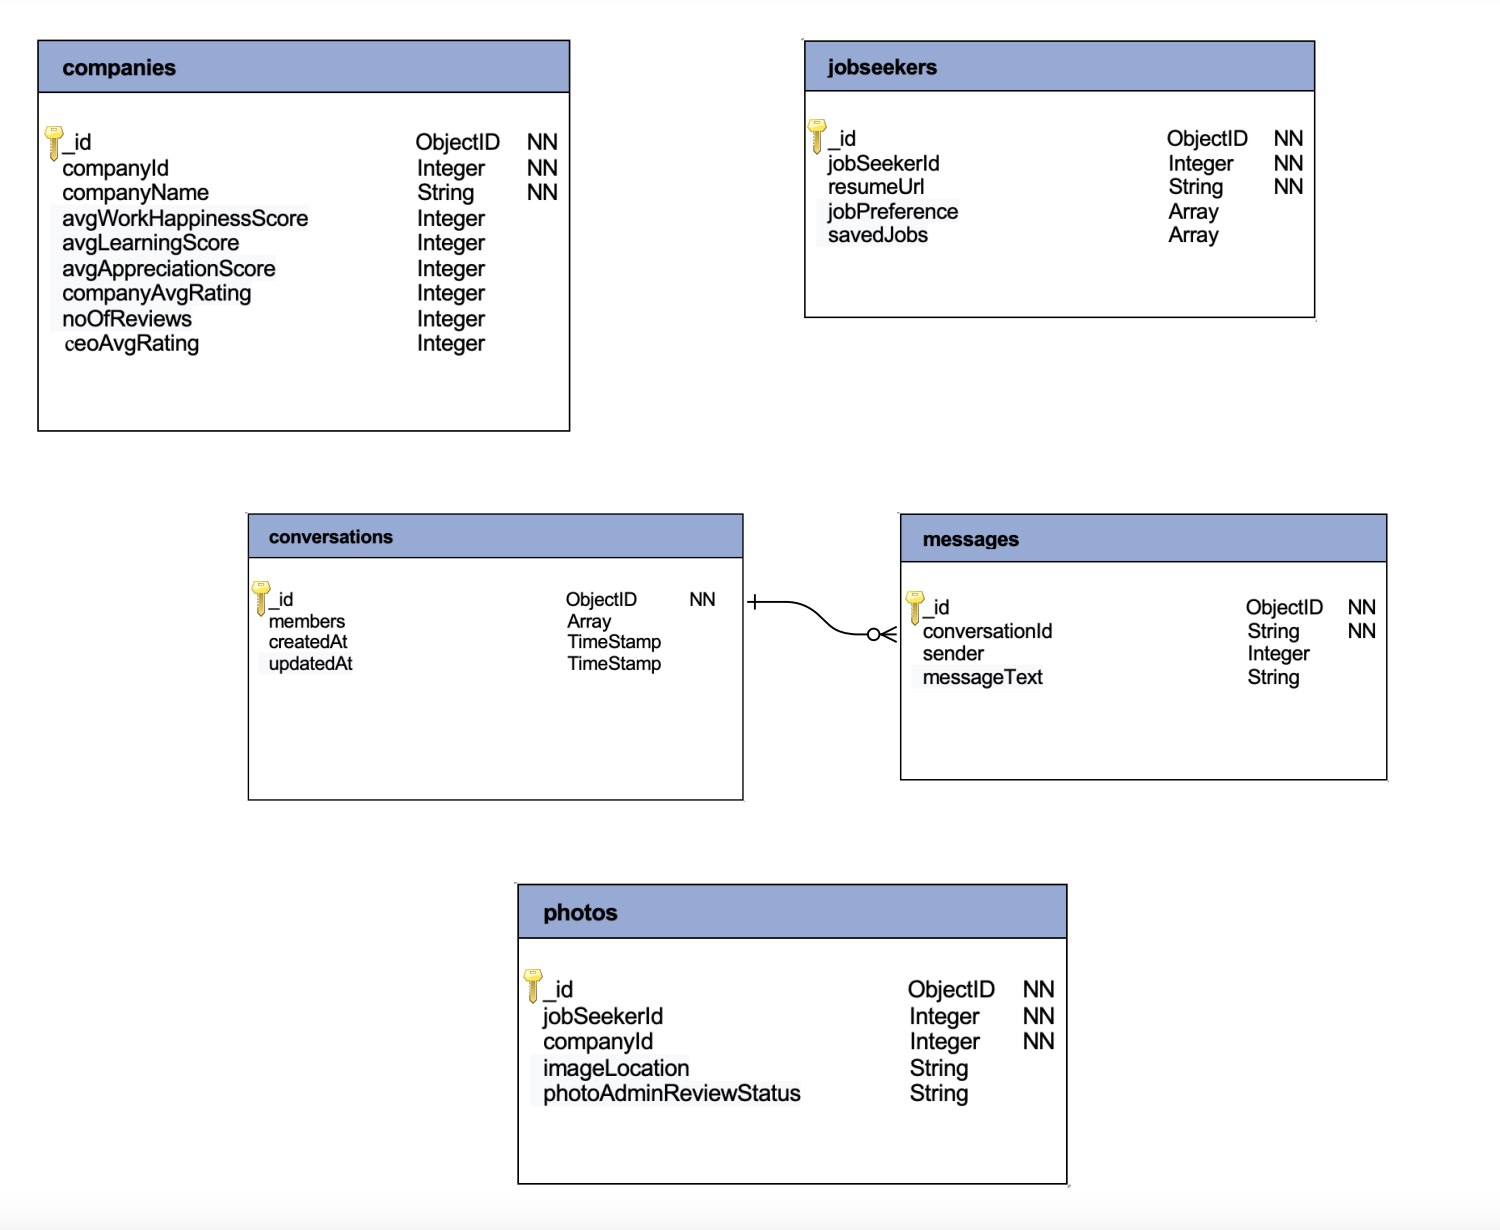 companies
_id ObjectID NN
companyId Integer NN
companyName String NN
avgWorkHappinessScore Integer
avgLearningScore Integer
avgAppreciationScore Integer
companyAvgRating Integer
noOfReviews Integer
ceoAvgRating Integer
jobseekers
_id ObjectID NN
jobSeekerId Integer NN
resumeUrl String NN
jobPreference Array
savedJobs Array
conversations
_id ObjectID NN
members Array
createdAt TimeStamp
updatedAt TimeStamp
messages
_id ObjectID NN
conversationId String NN
sender Integer
messageText String
photos
_id ObjectID NN
jobSeekerId Integer NN
companyId Integer NN
imageLocation String
photoAdminReviewStatus String